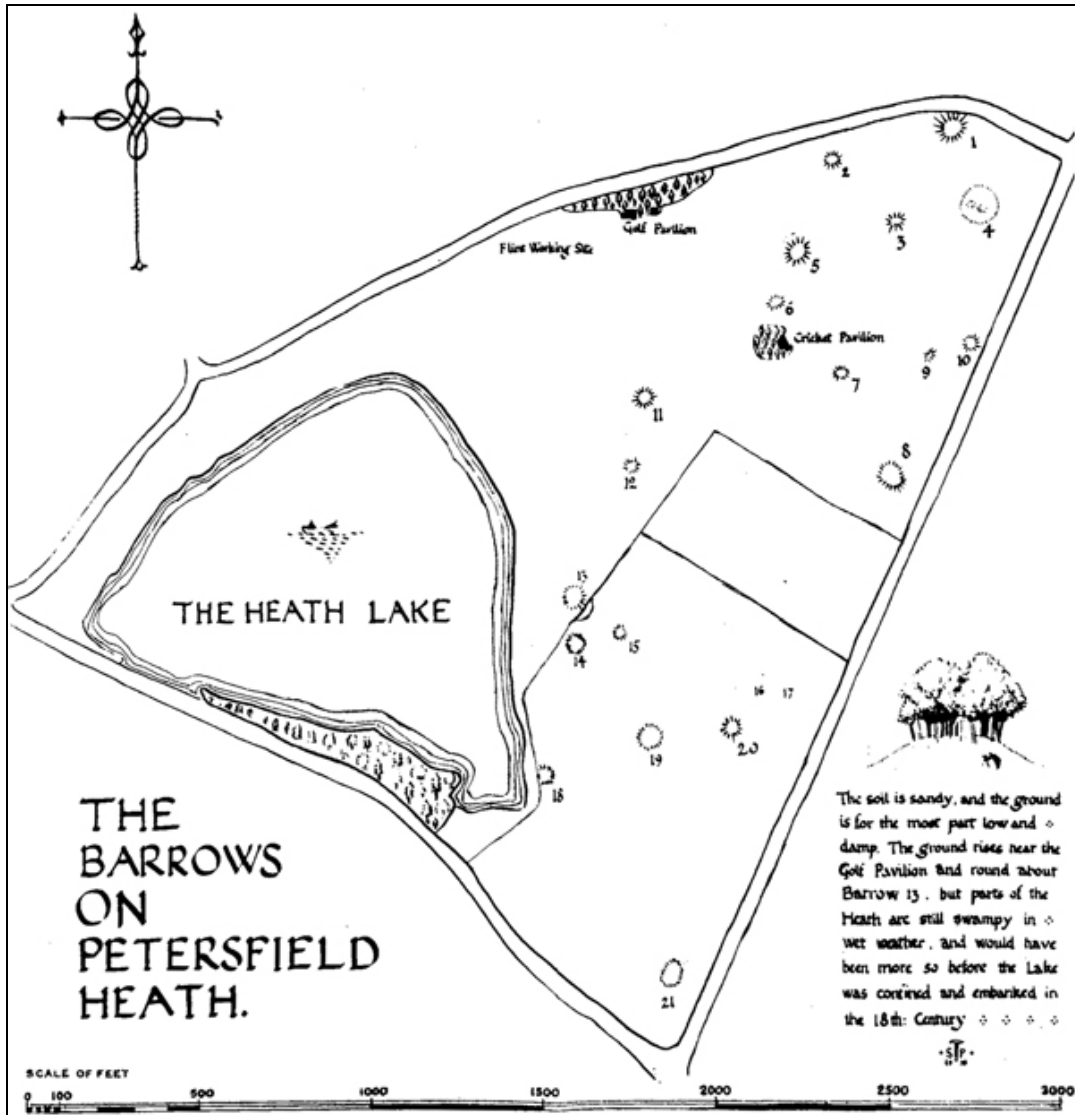 1
2
3
4
5
Golf Pavilion
Flint Working Site
6
Cricket Pavilion
7
9
10
11
8
12
13
THE HEATH LAKE
14
15
16
17
19
20
18
21
THE
BARROWS
ON
PETERSFIELD
HEATH.
The soil is sandy, and the ground
is for the most part low and
damp. The ground rises near the
Golf Pavilion and round about
Barrow 13, but parts of the
Heath are still swampy in
wet weather, and would have
been more so before the Lake
was confined and embanked in
the 18th: Century
SCALE OF FEET
0 100 500 1000 1500 2000 2500 3000